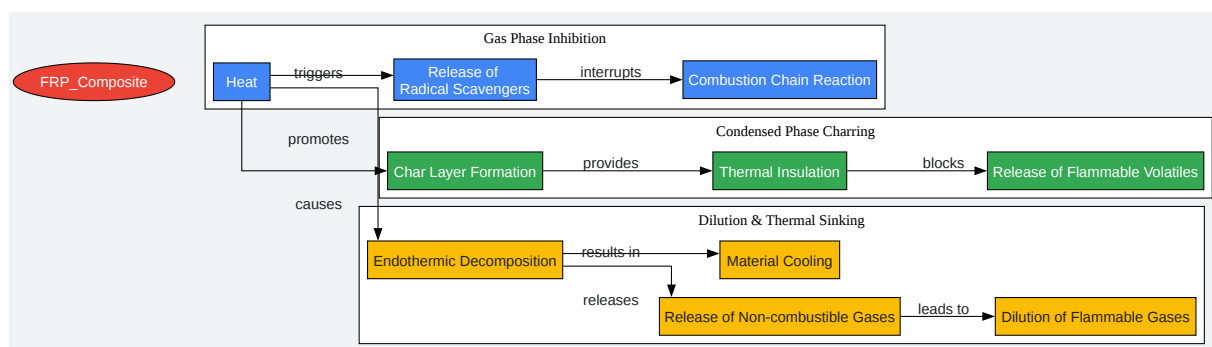 Gas Phase Inhibition
FRP_Composite
Heat
triggers
Release of
Radical Scavengers
interrupts
Combustion Chain Reaction
Condensed Phase Charring
promotes
Char Layer Formation
provides
Thermal Insulation
blocks
Release of Flammable Volatiles
causes
Dilution & Thermal Sinking
Endothermic Decomposition
results in
Material Cooling
releases
Release of Non-combustible Gases
leads to
Dilution of Flammable Gases